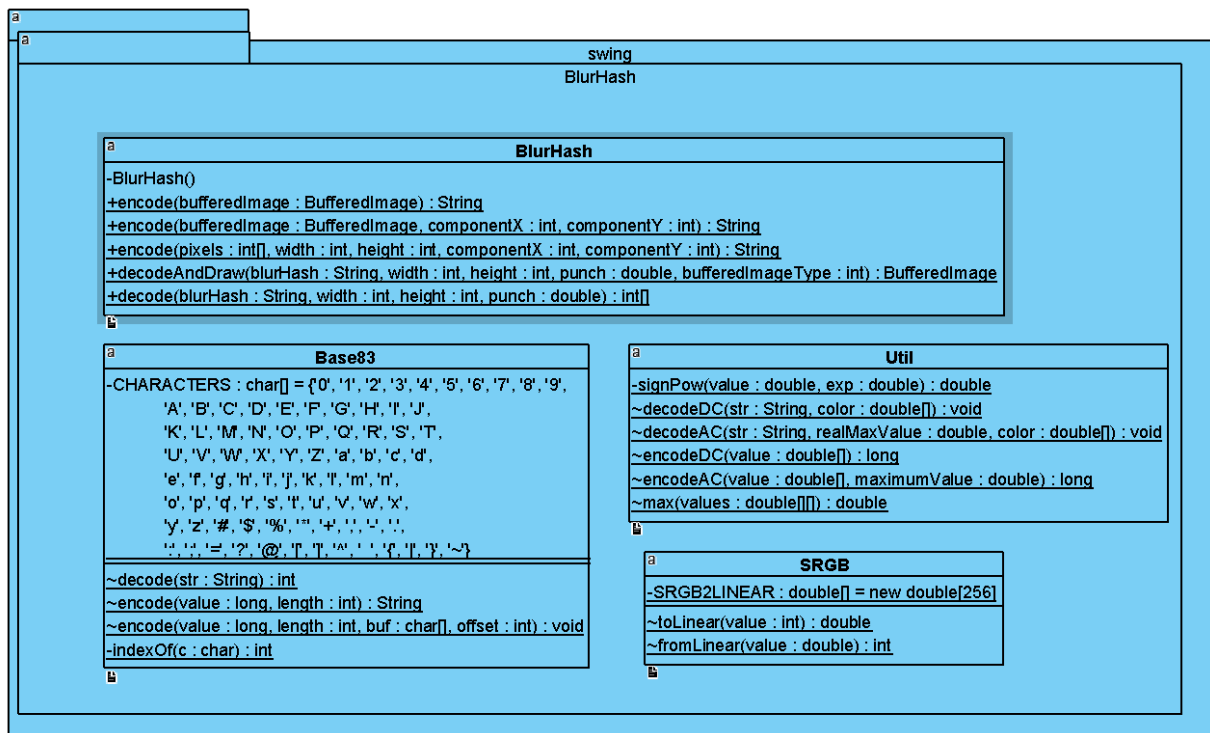 a
a
swing
BlurHash
a
BlurHash
-BlurHash()
+encode(bufferedImage : BufferedImage) : String
+encode(bufferedImage : BufferedImage, componentX : int, componentY : int) : String
+encode(pixels : int[], width : int, height : int, componentX : int, componentY : int) : String
+decodeAndDraw(blurHash : String, width : int, height : int, punch : double, bufferedImageType : int) : BufferedImage
+decode(blurHash : String, width : int, height : int, punch : double) : int[]
a
Base83
-CHARACTERS : char[] = {'0', '1', '2', '3', '4', '5', '6', '7', '8', '9',
'A', 'B', 'C', 'D', 'E', 'F', 'G', 'H', 'I', 'J',
'K', 'L', 'M', 'N', 'O', 'P', 'Q', 'R', 'S', 'T',
'U', 'V', 'W', 'X', 'Y', 'Z', 'a', 'b', 'c', 'd',
'e', 'f', 'g', 'h', 'i', 'j', 'k', 'l', 'm', 'n',
'o', 'p', 'q', 'r', 's', 't', 'u', 'v', 'w', 'x',
'y', 'z', '#', '$', '%', '*', '+', ',', '-', '.',
':', ';', '=', '?', '@', '[', ']', '^', '_', '{', '|', '}', '~'}
~decode(str : String) : int
~encode(value : long, length : int) : String
~encode(value : long, length : int, buf : char[], offset : int) : void
-indexOf(c : char) : int
a
Util
-signPow(value : double, exp : double) : double
~decodeDC(str : String, color : double[]) : void
~decodeAC(str : String, realMaxValue : double, color : double[]) : void
~encodeDC(value : double[]) : long
~encodeAC(value : double[], maximumValue : double) : long
~max(values : double[][]) : double
a
SRGB
-SRGB2LINEAR : double[] = new double[256]
~toLinear(value : int) : double
~fromLinear(value : double) : int